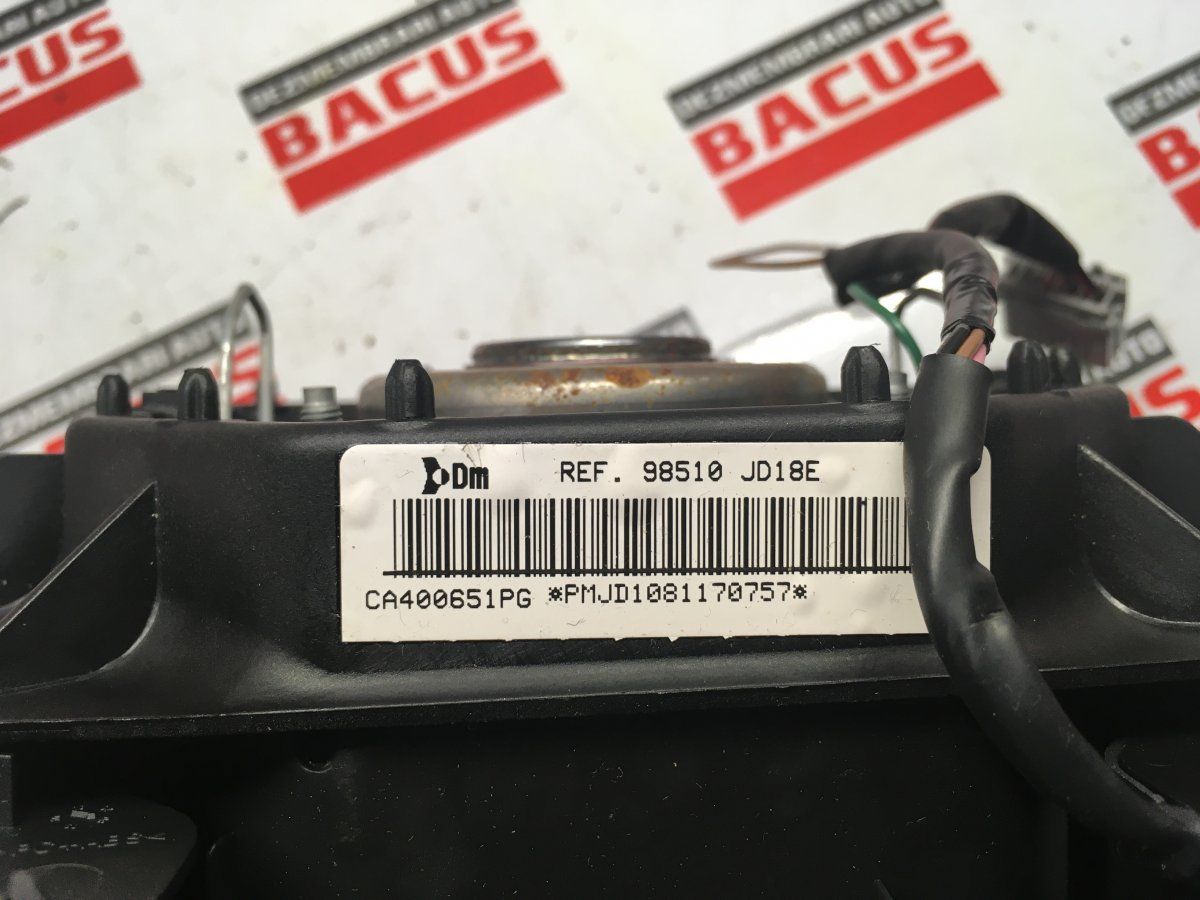 DEZMEMBRARI AUTO
BACUS
DEZMEMBRARI AUTO
BACUS
Dm REF. 98510 JD18E
CA400651PG *PMJD1081170757*